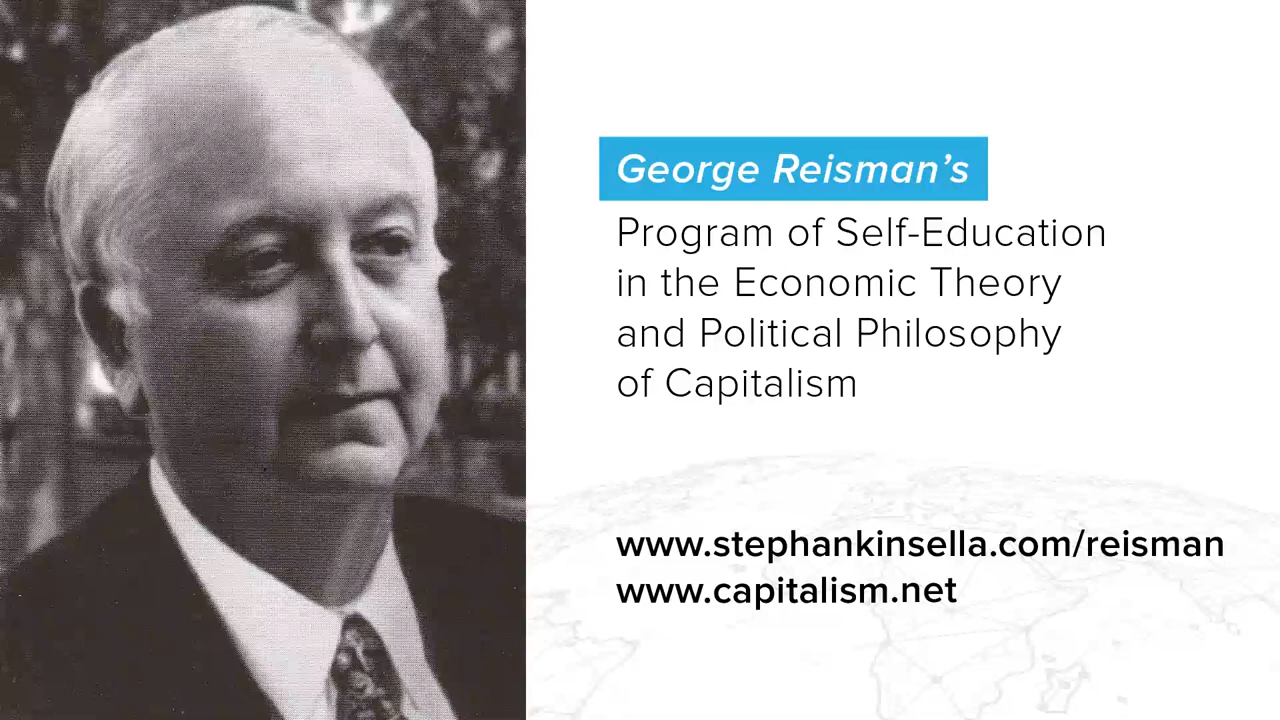 George Reisman’s
Program of Self-Education
in the Economic Theory
and Political Philosophy
of Capitalism
www.stephankinsella.com/reisman
www.capitalism.net